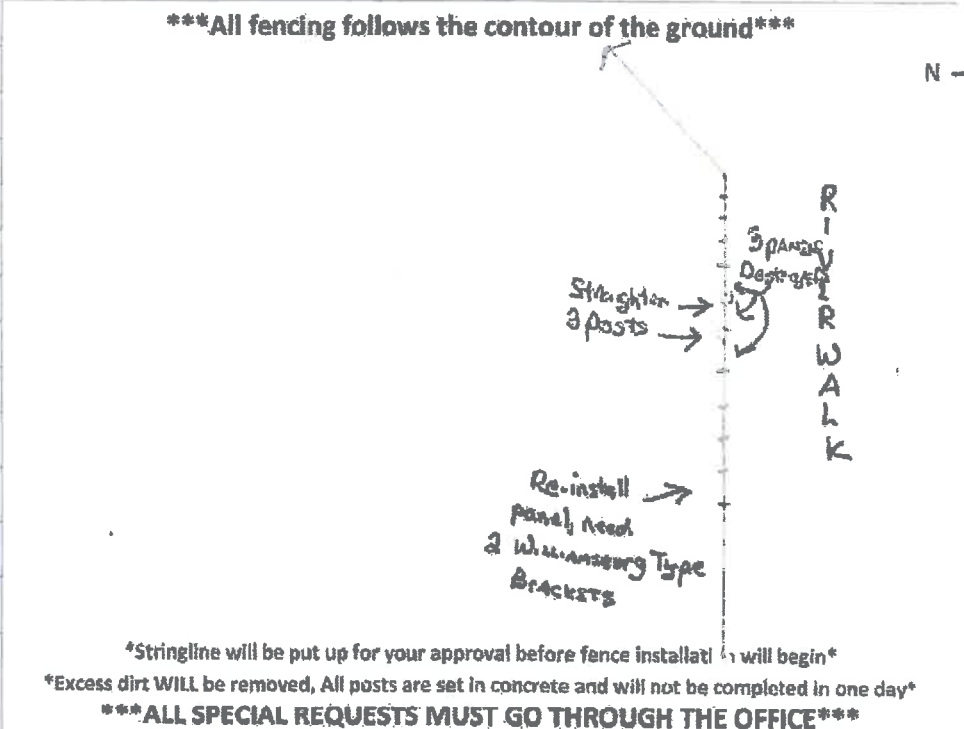 ***All fencing follows the contour of the ground***
N -
RIVERWALK
3 PANELS
Destroyed
Straighten
2 Posts
Re-install
panel, need
2 Williamsburg Type
BRACKETS
*Stringline will be put up for your approval before fence installati n will begin*
*Excess dirt WILL be removed, All posts are set in concrete and will not be completed in one day*
***ALL SPECIAL REQUESTS MUST GO THROUGH THE OFFICE***